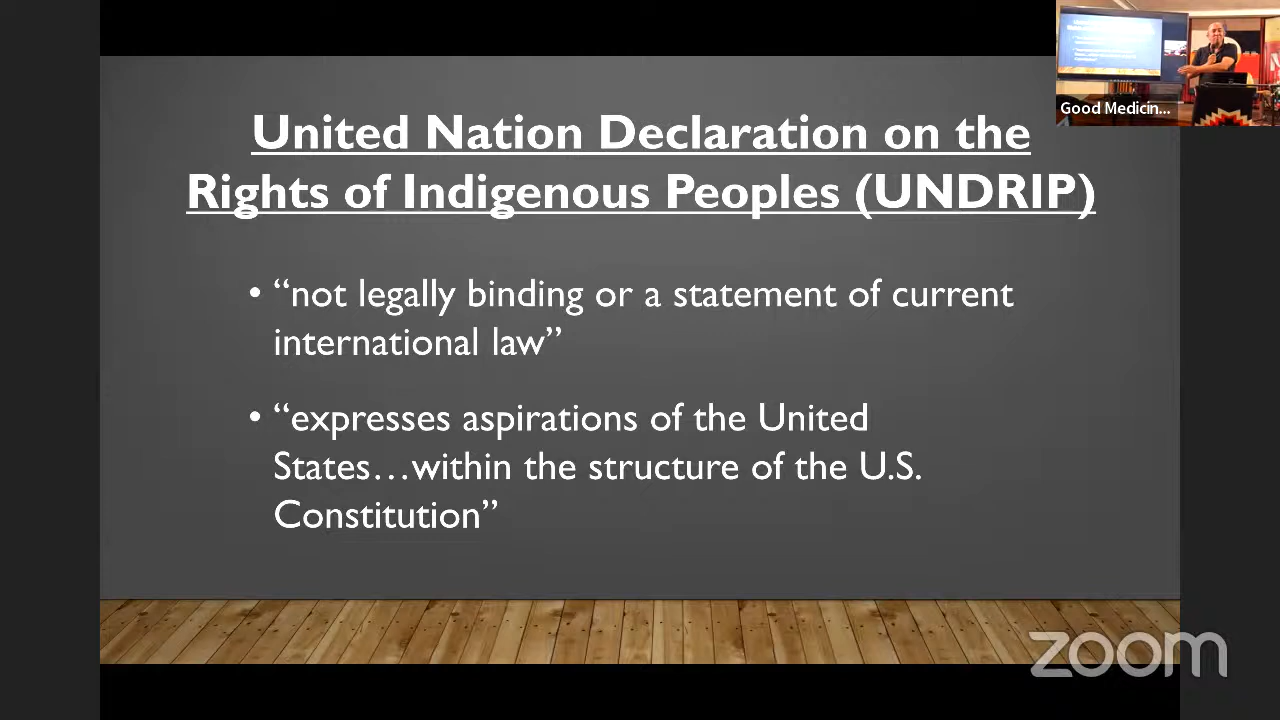 Good Medicin...
United Nation Declaration on the
Rights of Indigenous Peoples (UNDRIP)
• “not legally binding or a statement of current
international law”
• “expresses aspirations of the United
States…within the structure of the U.S.
Constitution”
zoom